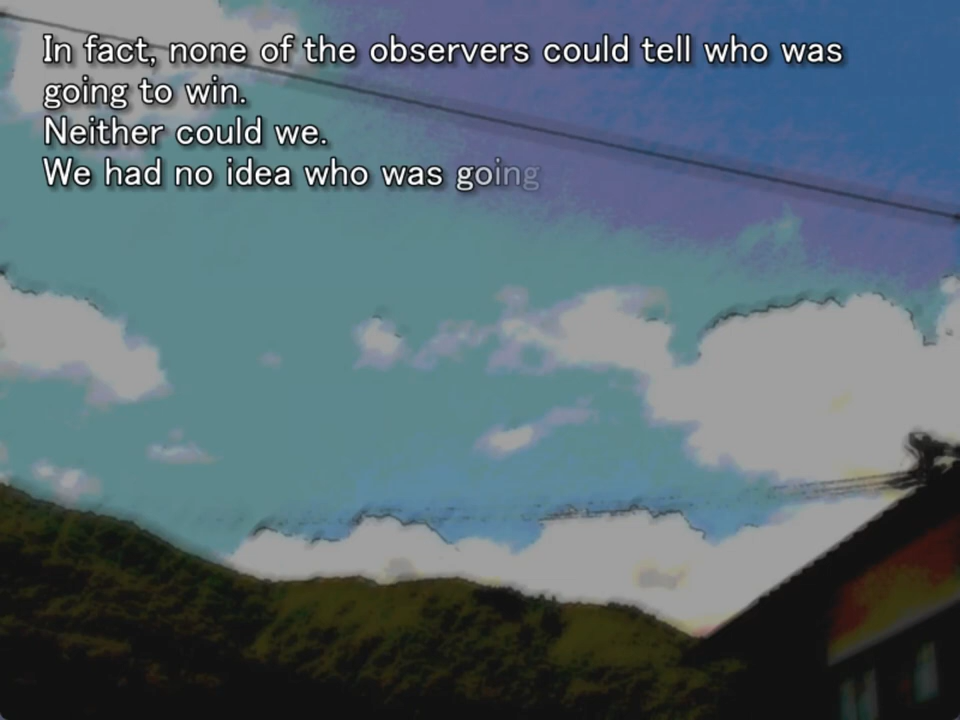 In fact, none of the observers could tell who was
going to win.
Neither could we.
We had no idea who was going